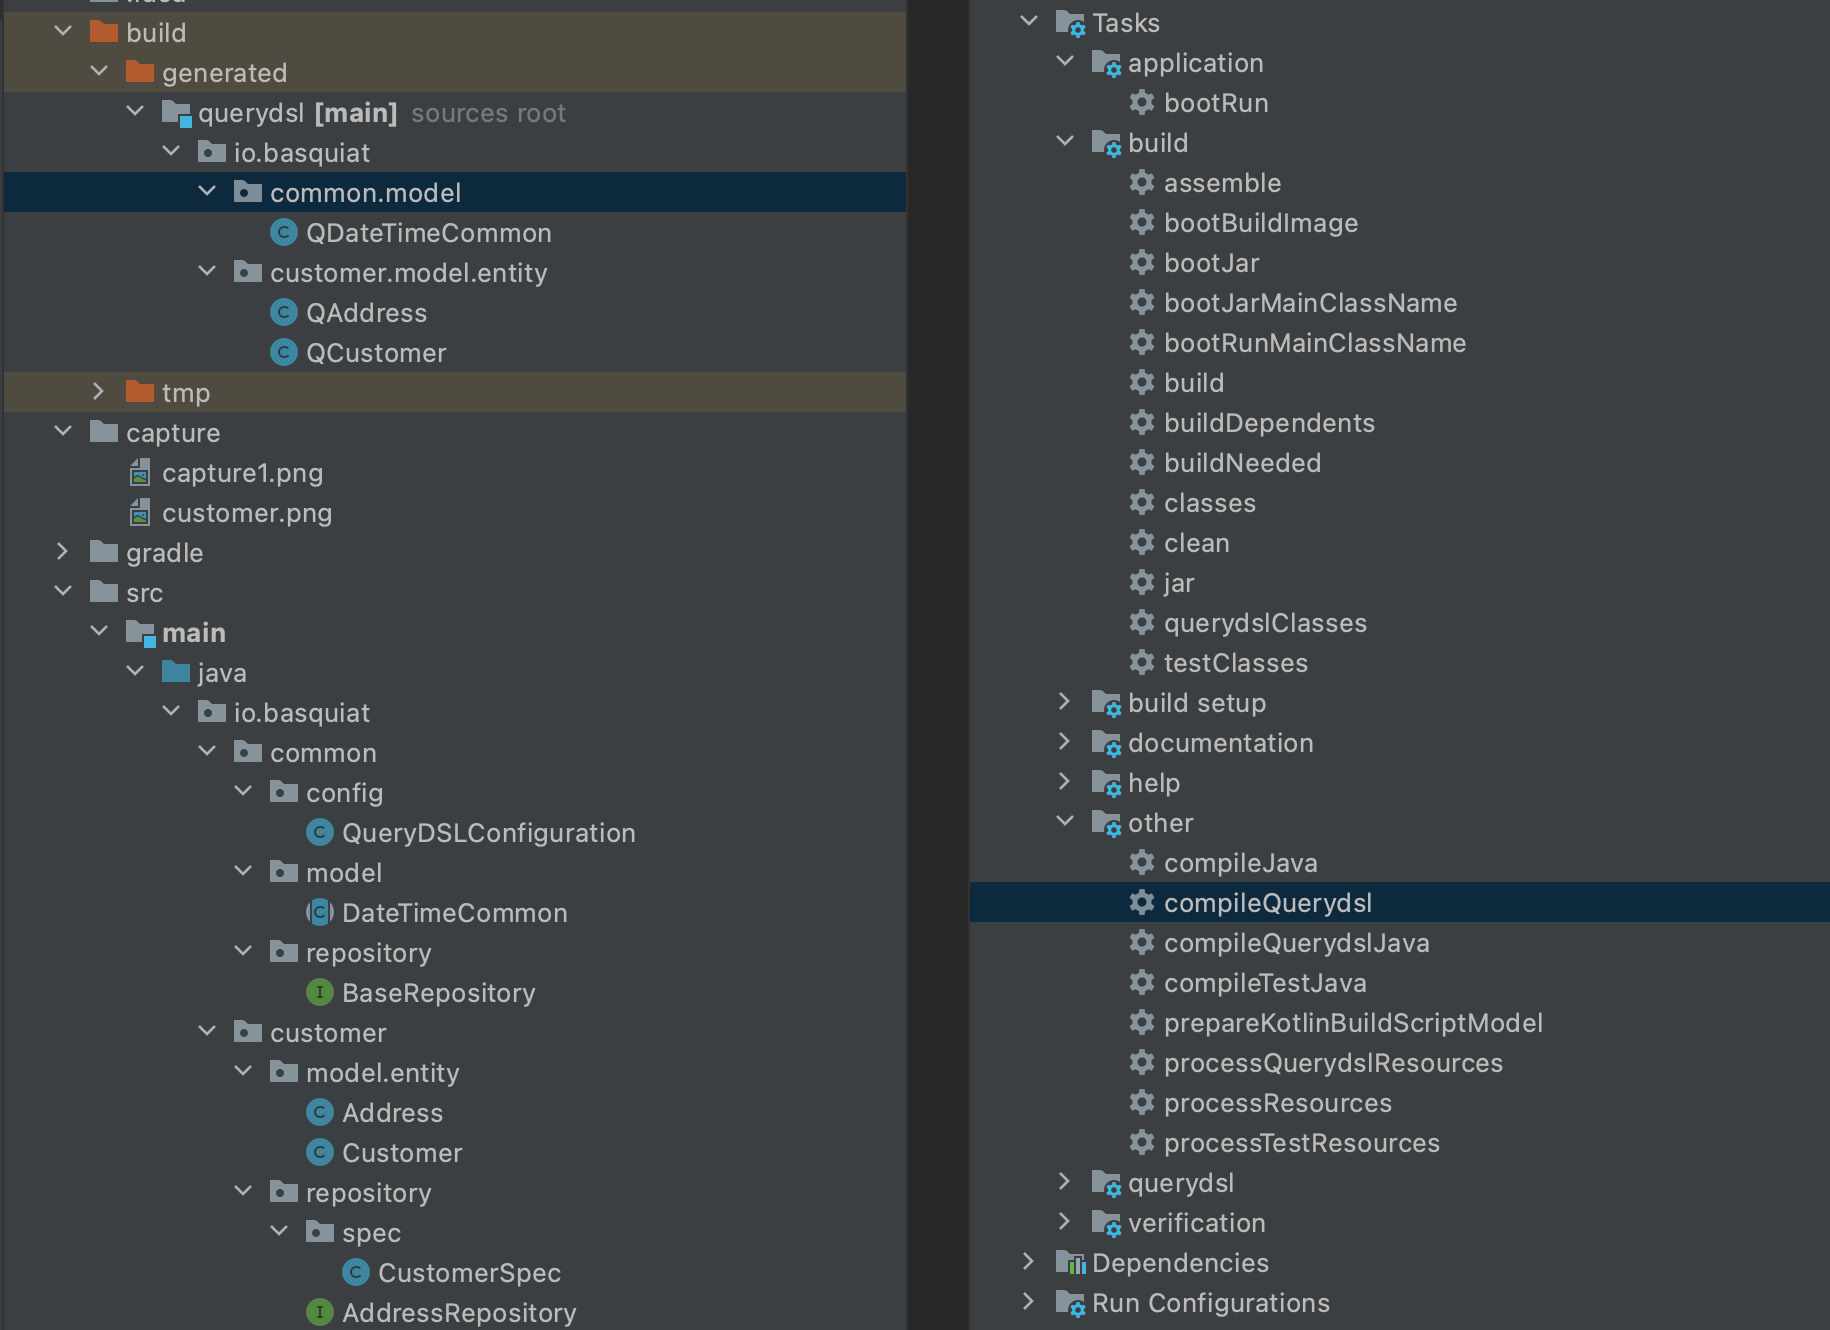 build
generated
querydsl [main] sources root
io.basquiat
common.model
QDateTimeCommon
customer.model.entity
QAddress
QCustomer
tmp
capture
capture1.png
customer.png
gradle
src
main
java
io.basquiat
common
config
QueryDSLConfiguration
model
DateTimeCommon
repository
BaseRepository
customer
model.entity
Address
Customer
repository
spec
CustomerSpec
AddressRepository
Tasks
application
bootRun
build
assemble
bootBuildImage
bootJar
bootJarMainClassName
bootRunMainClassName
build
buildDependents
buildNeeded
classes
clean
jar
querydslClasses
testClasses
build setup
documentation
help
other
compileJava
compileQuerydsl
compileQuerydslJava
compileTestJava
prepareKotlinBuildScriptModel
processQuerydslResources
processResources
processTestResources
querydsl
verification
Dependencies
Run Configurations